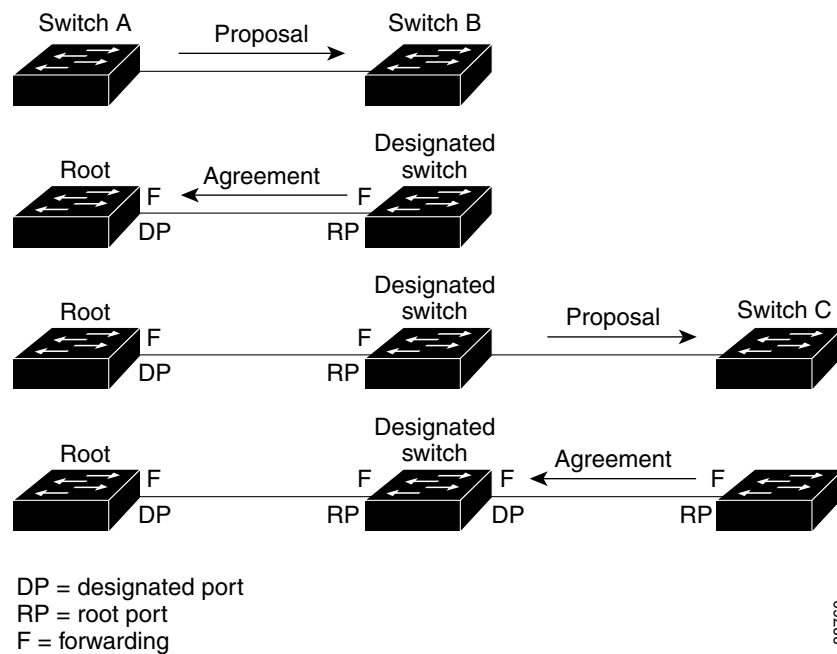 Switch A
Proposal
Switch B
Root
F
Agreement
F
Designated
switch
DP
RP
Root
F
F
Designated
switch
Proposal
Switch C
DP
RP
Root
F
F
Designated
switch
F
Agreement
F
DP
RP
DP
RP
DP = designated port
RP = root port
F = forwarding